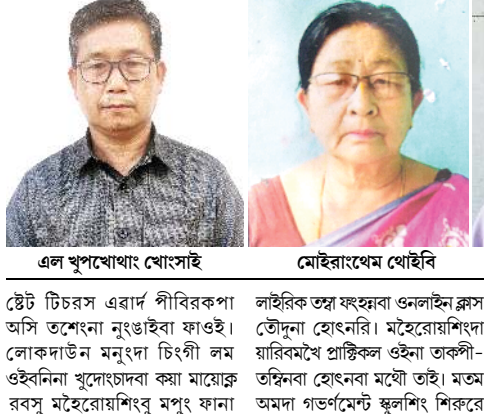 এল খুপখোথাং খোংসাই
মোইরাংথেম থোইবি
ষ্টেট টিচরস এৱার্দ পীবিরকপা
অসি তশেংনা নুংঙাইবা ফাওই।
লোকদাউন মনুংদা চিংগী লম
ওইবনিনা খুদোংচাদবা কয়া মায়োক্ন
রবসু মহৈরোয়শিংবু মপুং ফানা
লাইরিক তম্বা ফংহন্নবা ওনলাইন ক্লাস
তৌদুনা হোৎনরি। মহৈরোয়শিংদা
য়ারিবমখৈ প্রাক্টিকল ওইনা তাকপী-
তম্বিনবা হোৎনবা মথৌ তাই। মতম
অমদা গভর্ণমেন্ট স্কুলশিং শিরুরে